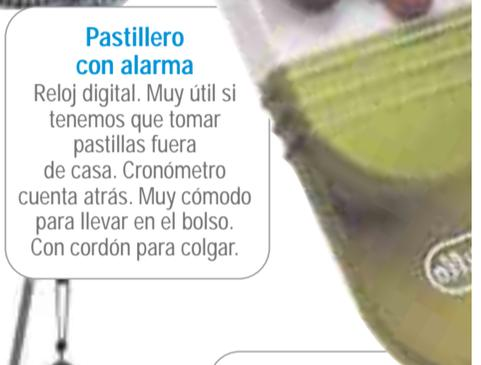 Pastillero
con alarma
Reloj digital. Muy útil si
tenemos que tomar
pastillas fuera
de casa. Cronómetro
cuenta atrás. Muy cómodo
para llevar en el bolso.
Con cordón para colgar.